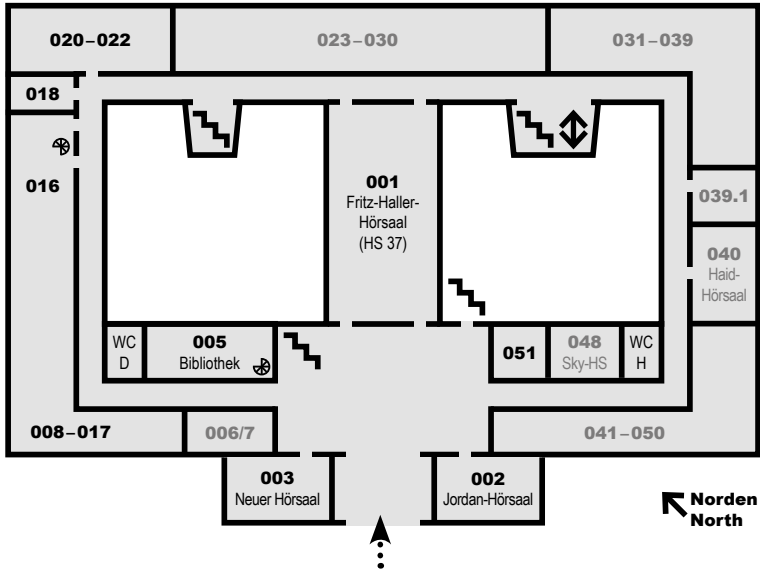 020–022
023–030
031–039
018
016
001
Fritz-Haller-
Hörsaal
(HS 37)
039.1
040
Haid-
Hörsaal
WC
D
005
Bibliothek
051
048
Sky-HS
WC
H
008–017
006/7
041–050
003
Neuer Hörsaal
002
Jordan-Hörsaal
Norden
North